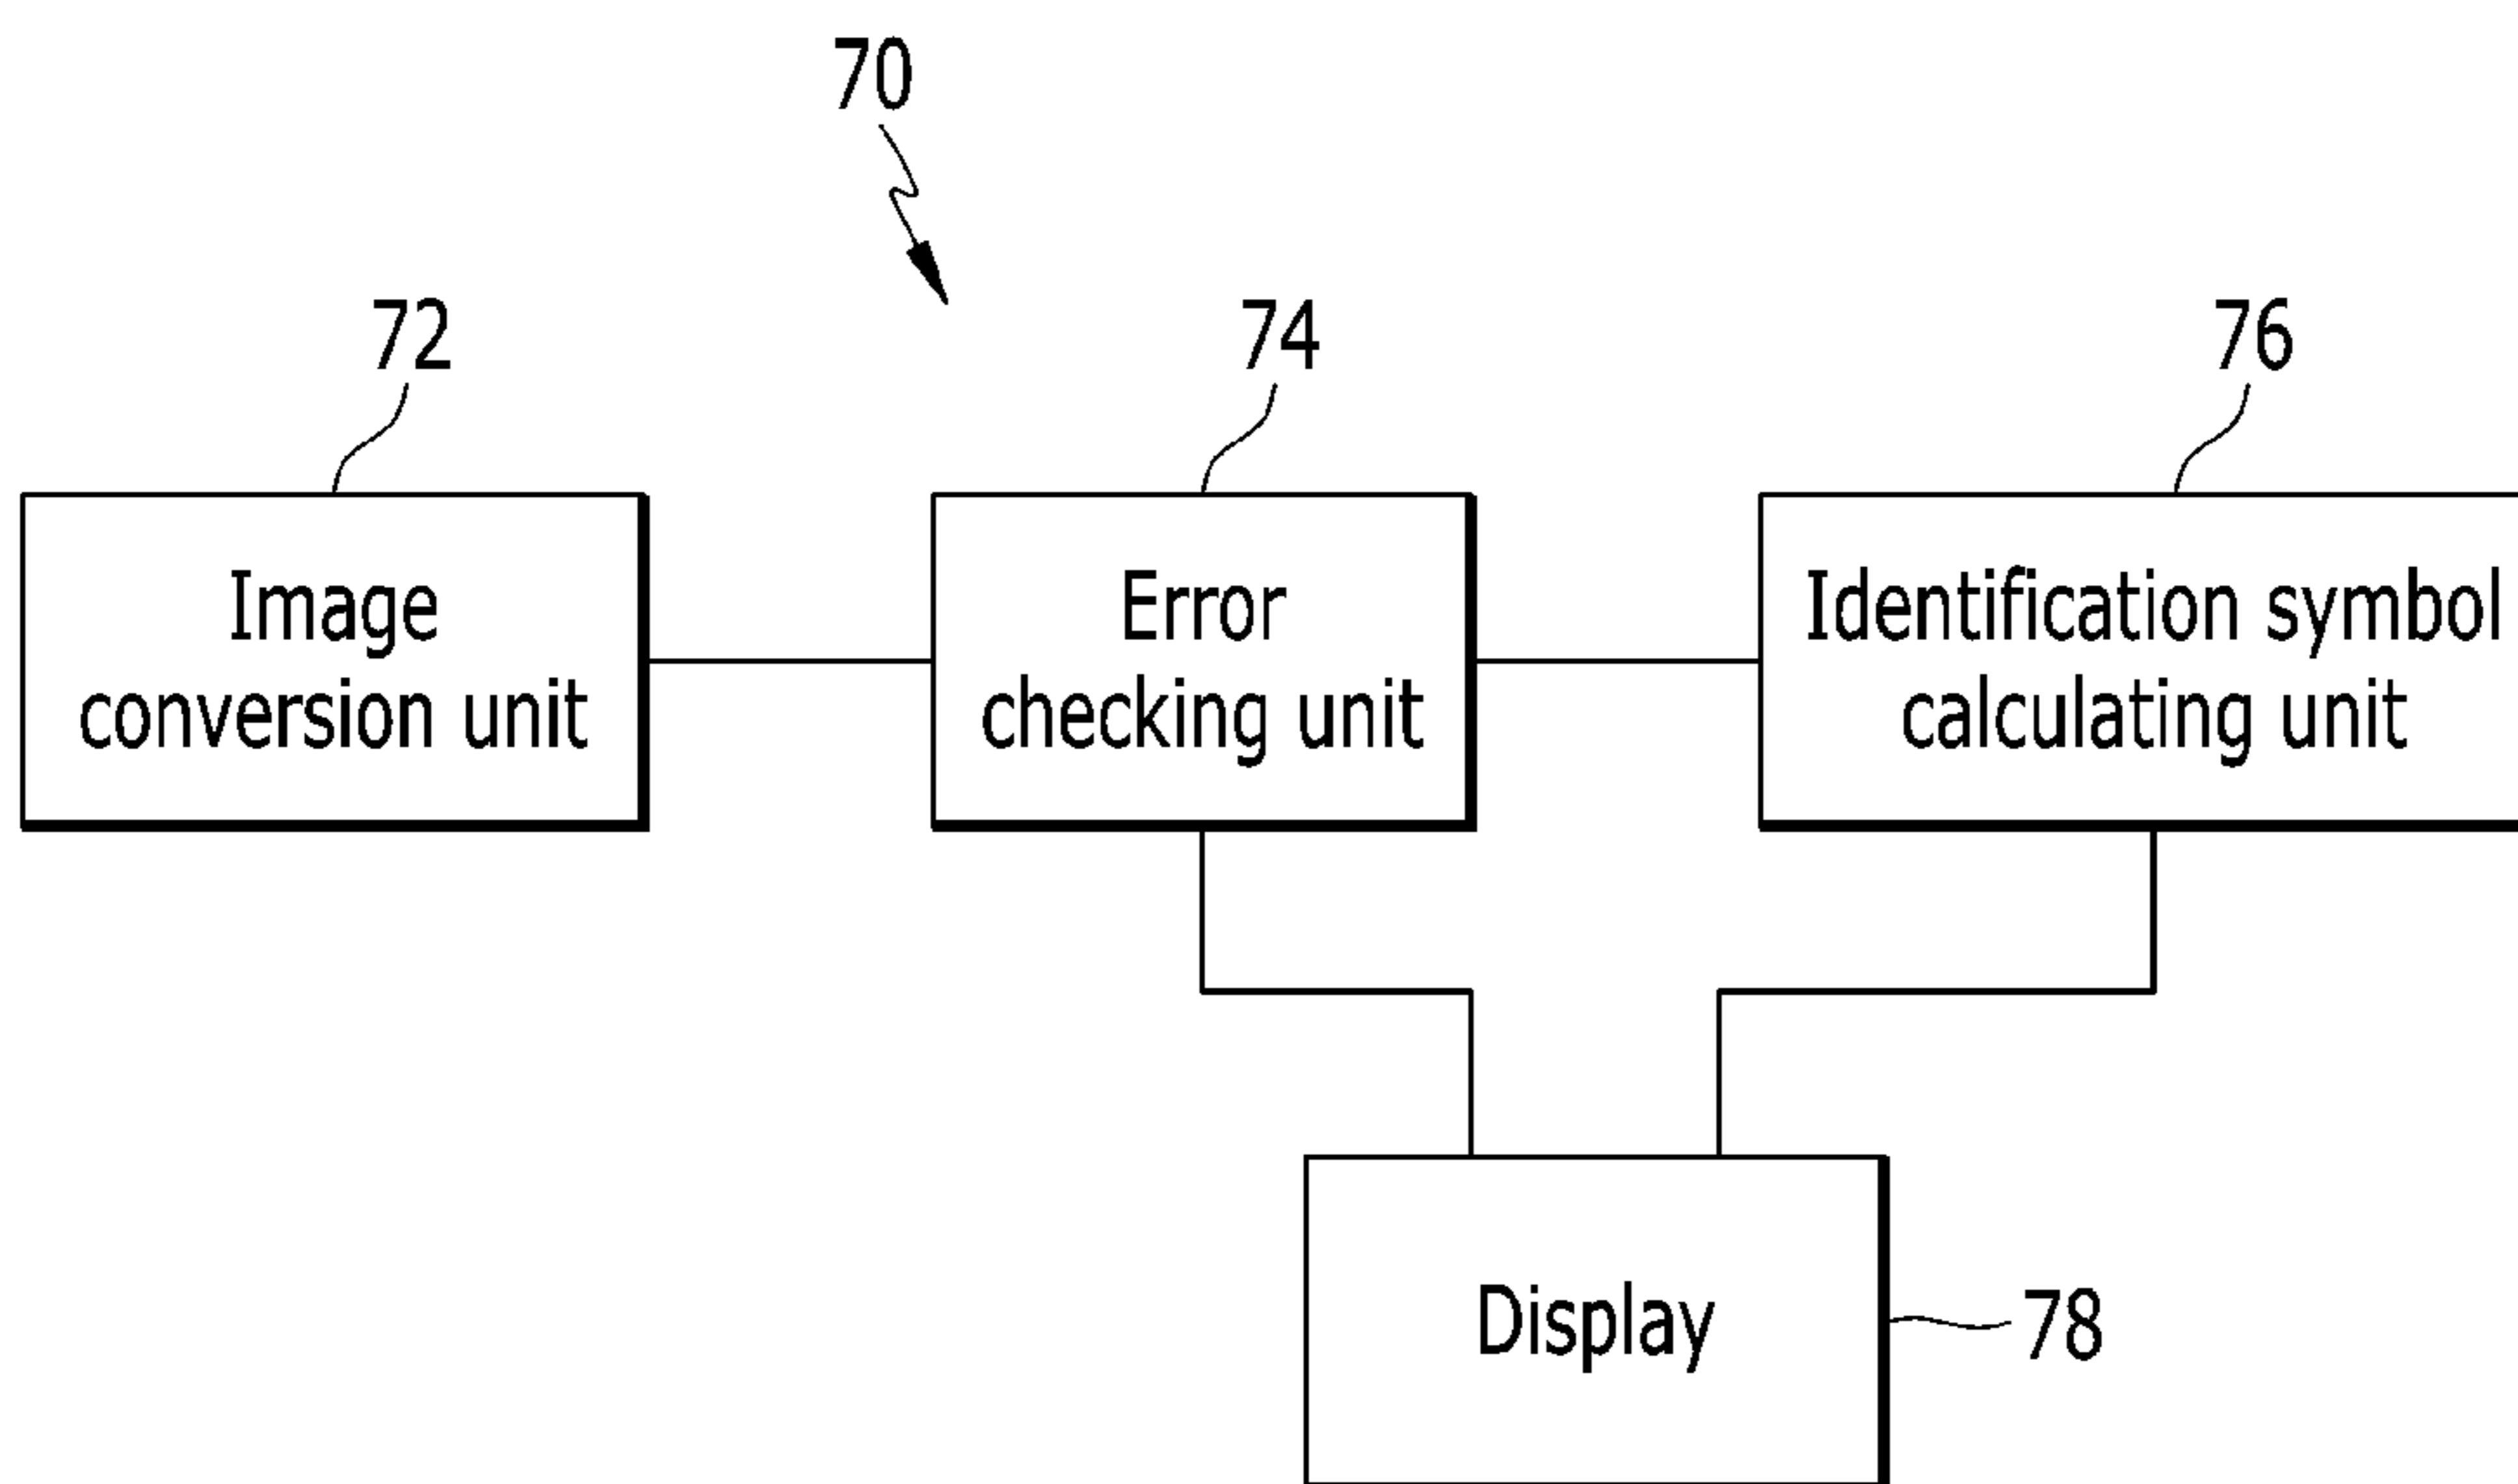 70
72
74
76
Image
conversion unit
Error
checking unit
Identification symbol
calculating unit
Display
78